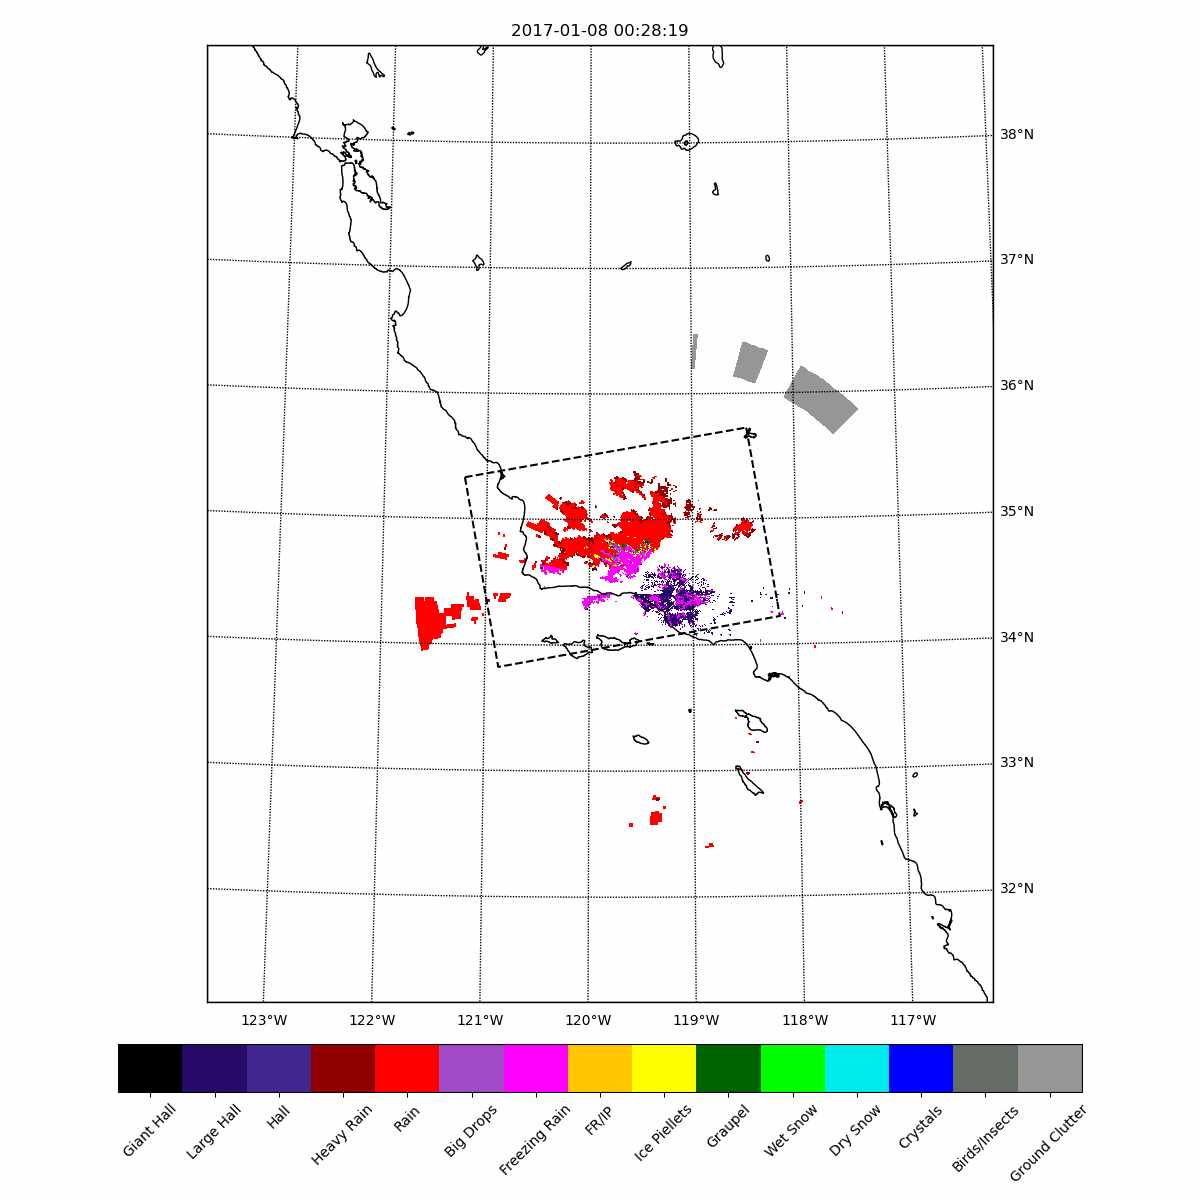 2017-01-08 00:28:19
38°N
37°N
36°N
35°N
34°N
33°N
32°N
123°W 122°W 121°W 120°W 119°W 118°W 117°W
Giant Hall
Large Hall
Hall
Heavy Rain
Rain
Big Drops
Freezing Rain
FR/IP
Ice Plellets
Graupel
Wet Snow
Dry Snow
Crystals
Birds/Insects
Ground Clutter